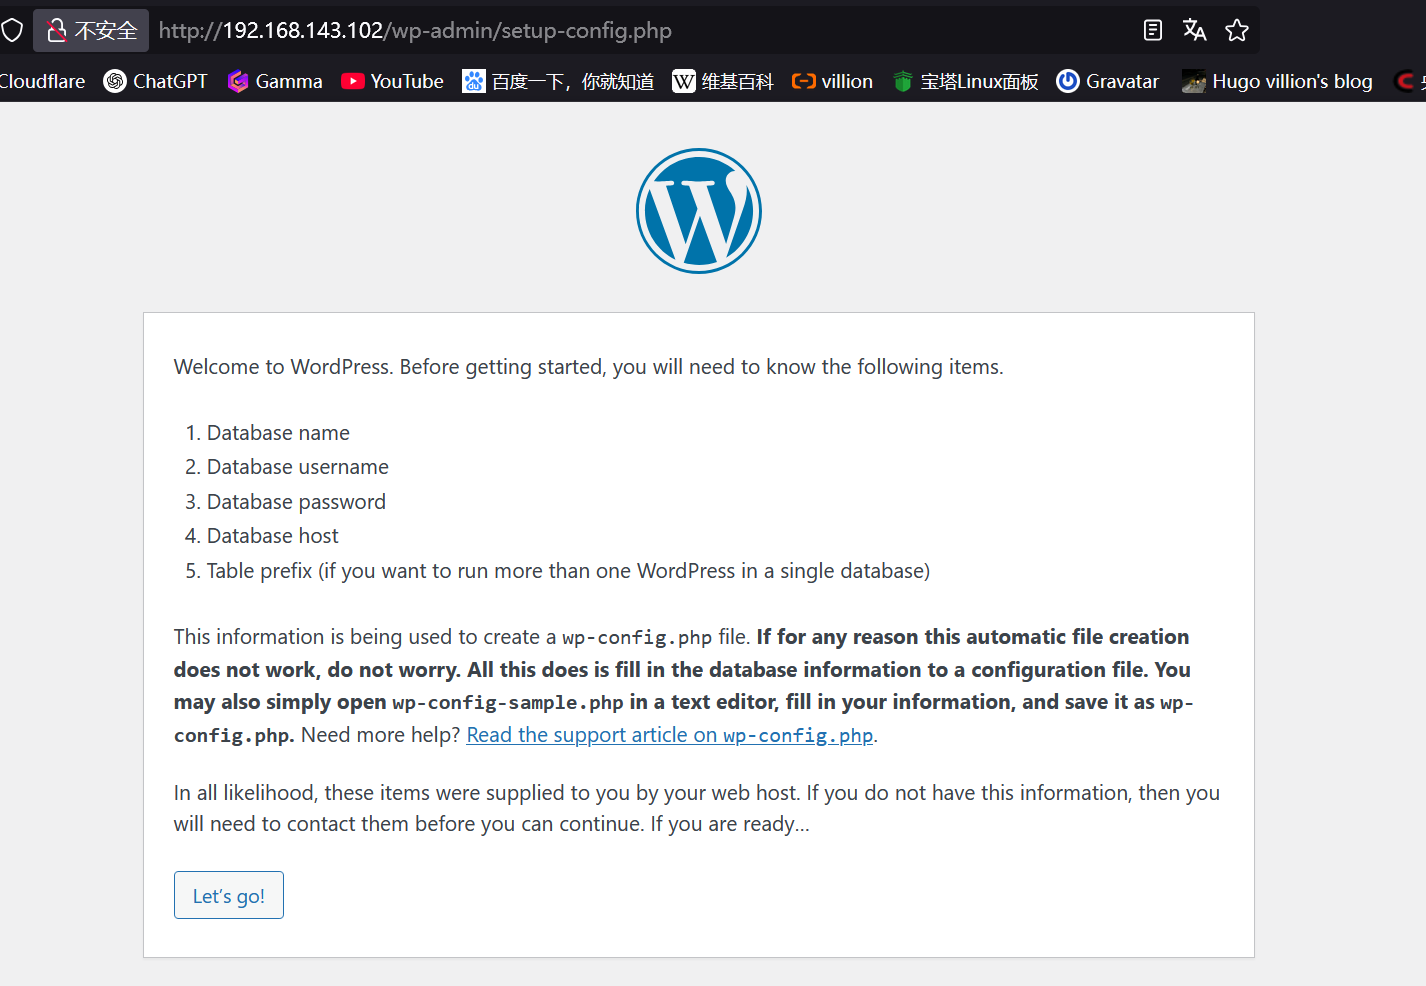 不安全 http://192.168.143.102/wp-admin/setup-config.php
Cloudflare ChatGPT Gamma YouTube 百度一下，你就知道 维基百科 villion 宝塔Linux面板 Gravatar Hugo villion's blog
Welcome to WordPress. Before getting started, you will need to know the following items.
1. Database name
2. Database username
3. Database password
4. Database host
5. Table prefix (if you want to run more than one WordPress in a single database)
This information is being used to create a wp-config.php file. If for any reason this automatic file creation
does not work, do not worry. All this does is fill in the database information to a configuration file. You
may also simply open wp-config-sample.php in a text editor, fill in your information, and save it as wp-
config.php. Need more help? Read the support article on wp-config.php.
In all likelihood, these items were supplied to you by your web host. If you do not have this information, then you
will need to contact them before you can continue. If you are ready…
Let’s go!